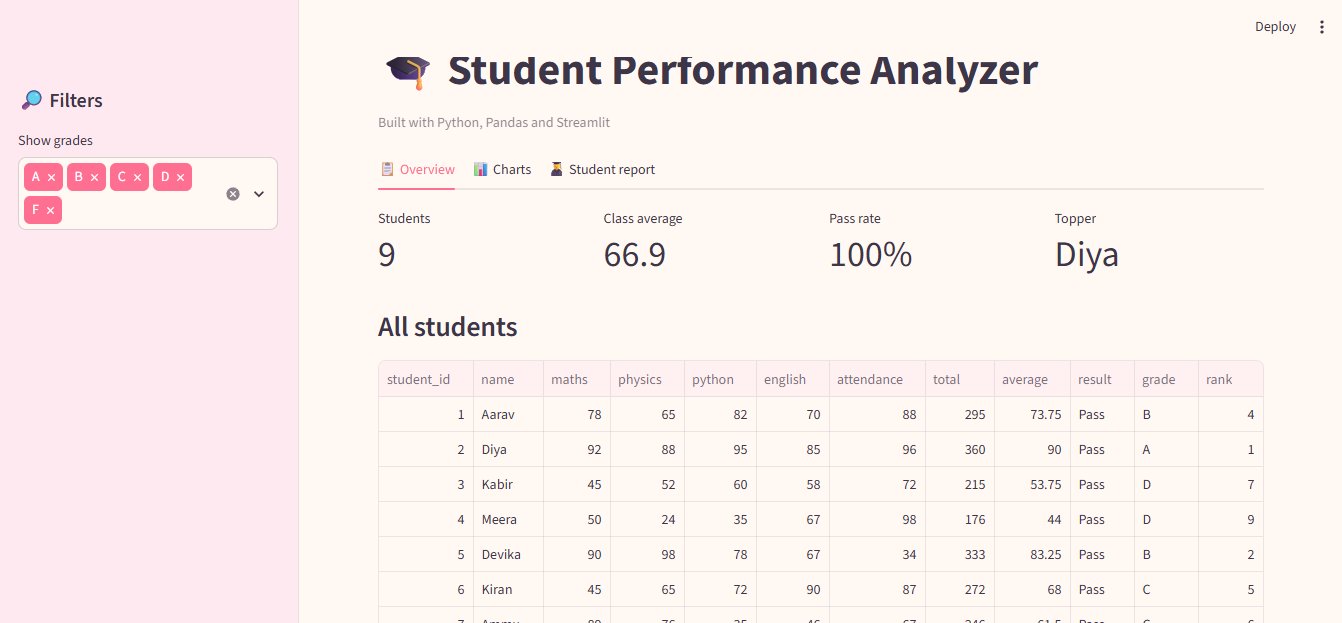 Deploy
Student Performance Analyzer
Built with Python, Pandas and Streamlit
Filters
Show grades
A × B × C × D ×
F ×
Overview Charts Student report
Students Class average Pass rate Topper
9 66.9 100% Diya
All students
student_id name maths physics python english attendance total average result grade rank
1 Aarav 78 65 82 70 88 295 73.75 Pass B 4
2 Diya 92 88 95 85 96 360 90 Pass A 1
3 Kabir 45 52 60 58 72 215 53.75 Pass D 7
4 Meera 50 24 35 67 98 176 44 Pass D 9
5 Devika 90 98 78 67 34 333 83.25 Pass B 2
6 Kiran 45 65 72 90 87 272 68 Pass C 5